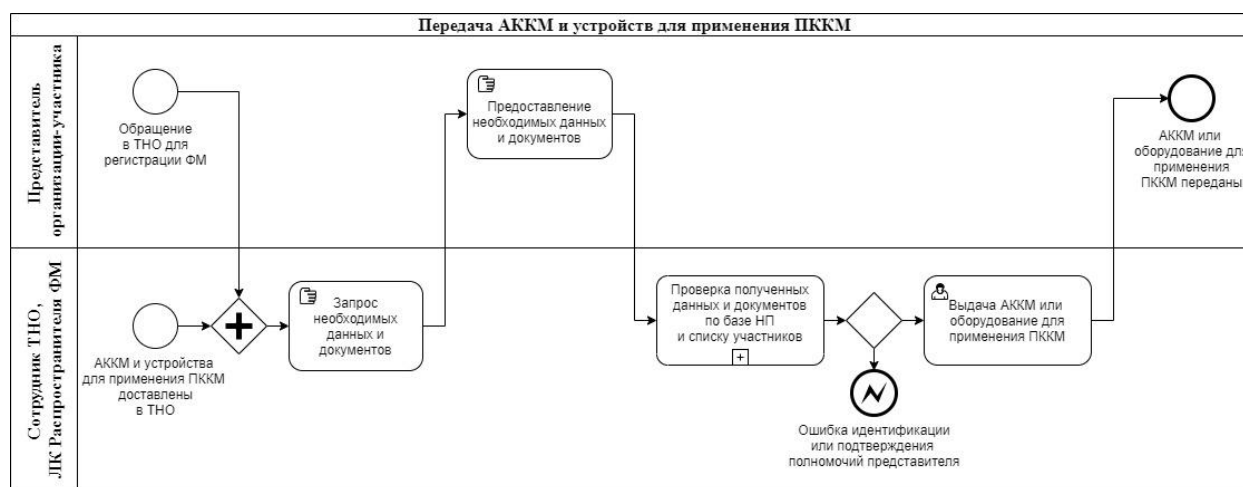 Передача АККМ и устройств для применения ПККМ
Представитель
организации-участника
Обращение
в ТНО для
регистрации ФМ
Предоставление
необходимых данных
и документов
АККМ или
оборудование для
применения
ПККМ переданы
Сотрудник ТНО,
ЛК Распространителя ФМ
АККМ и устройства
для применения ПККМ
доставлены
в ТНО
Запрос
необходимых
данных и
документов
Проверка полученных
данных и документов
по базе НП
и списку участников
Ошибка идентификации
или подтверждения
полномочий представителя
Выдача АККМ или
оборудование для
применения ПККМ